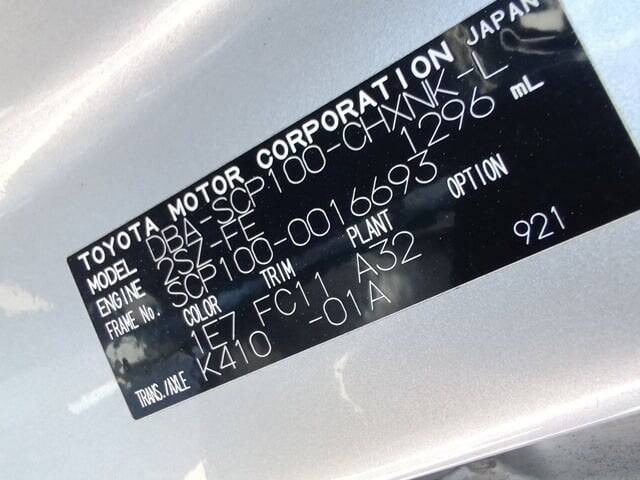 TOYOTA MOTOR CORPORATION JAPAN
MODEL DBA-SCP100-CHXNK-L
ENGINE 2SZ-FE 1296 mL
FRAME No. SCP100-0016693
COLOR TRIM PLANT OPTION
1E7 FC11 A32 921
TRANS./AXLE K410 -01A